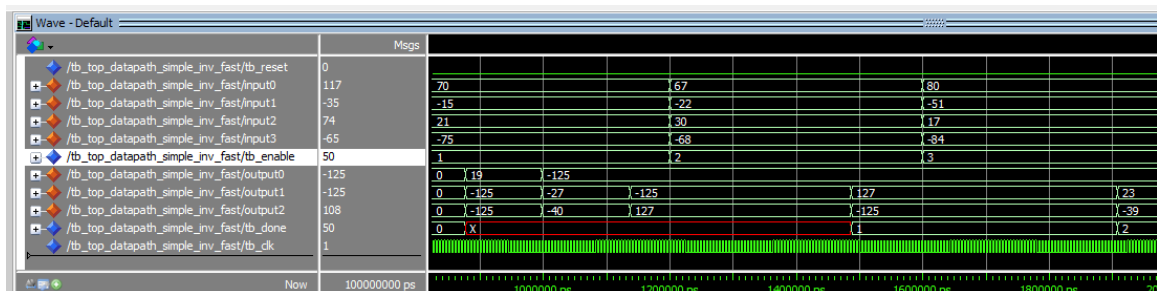 Wave - Default
Msgs
/tb_top_datapath_simple_inv_fast/tb_reset 0
/tb_top_datapath_simple_inv_fast/input0 117 70 67 80
/tb_top_datapath_simple_inv_fast/input1 -35 -15 -22 -51
/tb_top_datapath_simple_inv_fast/input2 74 21 30 17
/tb_top_datapath_simple_inv_fast/input3 -65 -75 -68 -84
/tb_top_datapath_simple_inv_fast/tb_enable 50 1 2 3
/tb_top_datapath_simple_inv_fast/output0 -125 0 19 -125
/tb_top_datapath_simple_inv_fast/output1 -125 0 -125 -27 -125 127 23
/tb_top_datapath_simple_inv_fast/output2 108 0 -125 -40 127 -125 -39
/tb_top_datapath_simple_inv_fast/tb_done 50 0 X 1 2
/tb_top_datapath_simple_inv_fast/tb_clk 1
Now 100000000 ps 1000000 ps 1200000 ps 1400000 ps 1600000 ps 1800000 ps